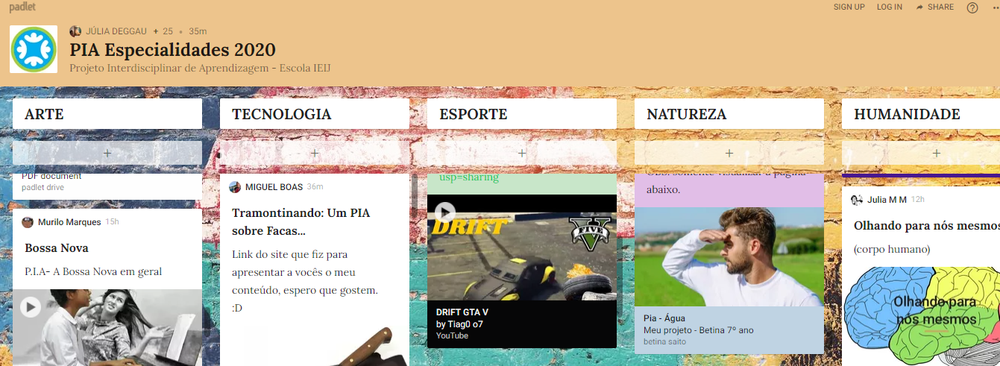 padlet
SIGN UP LOG IN SHARE
JÚLIA DEGGAU + 25 • 35m
PIA Especialidades 2020
Projeto Interdisciplinar de Aprendizagem - Escola IEIJ
ARTE
TECNOLOGIA
ESPORTE
NATUREZA
HUMANIDADE
PDF document
padlet drive
Murilo Marques 15h
Bossa Nova
P.I.A- A Bossa Nova em geral
MIGUEL BOAS 36m
Tramontinando: Um PIA
sobre Facas...
Link do site que fiz para
apresentar a vocês o meu
conteúdo, espero que gostem.
:D
usp=sharing
DRIFT
V
FIVE
DRIFT GTA V
by Tiag0 o7
YouTube
abaixo.
Pia - Água
Meu projeto - Betina 7º ano
betina saito
Julia M M 12h
Olhando para nós mesmos
(corpo humano)
Olhando para
nós mesmos